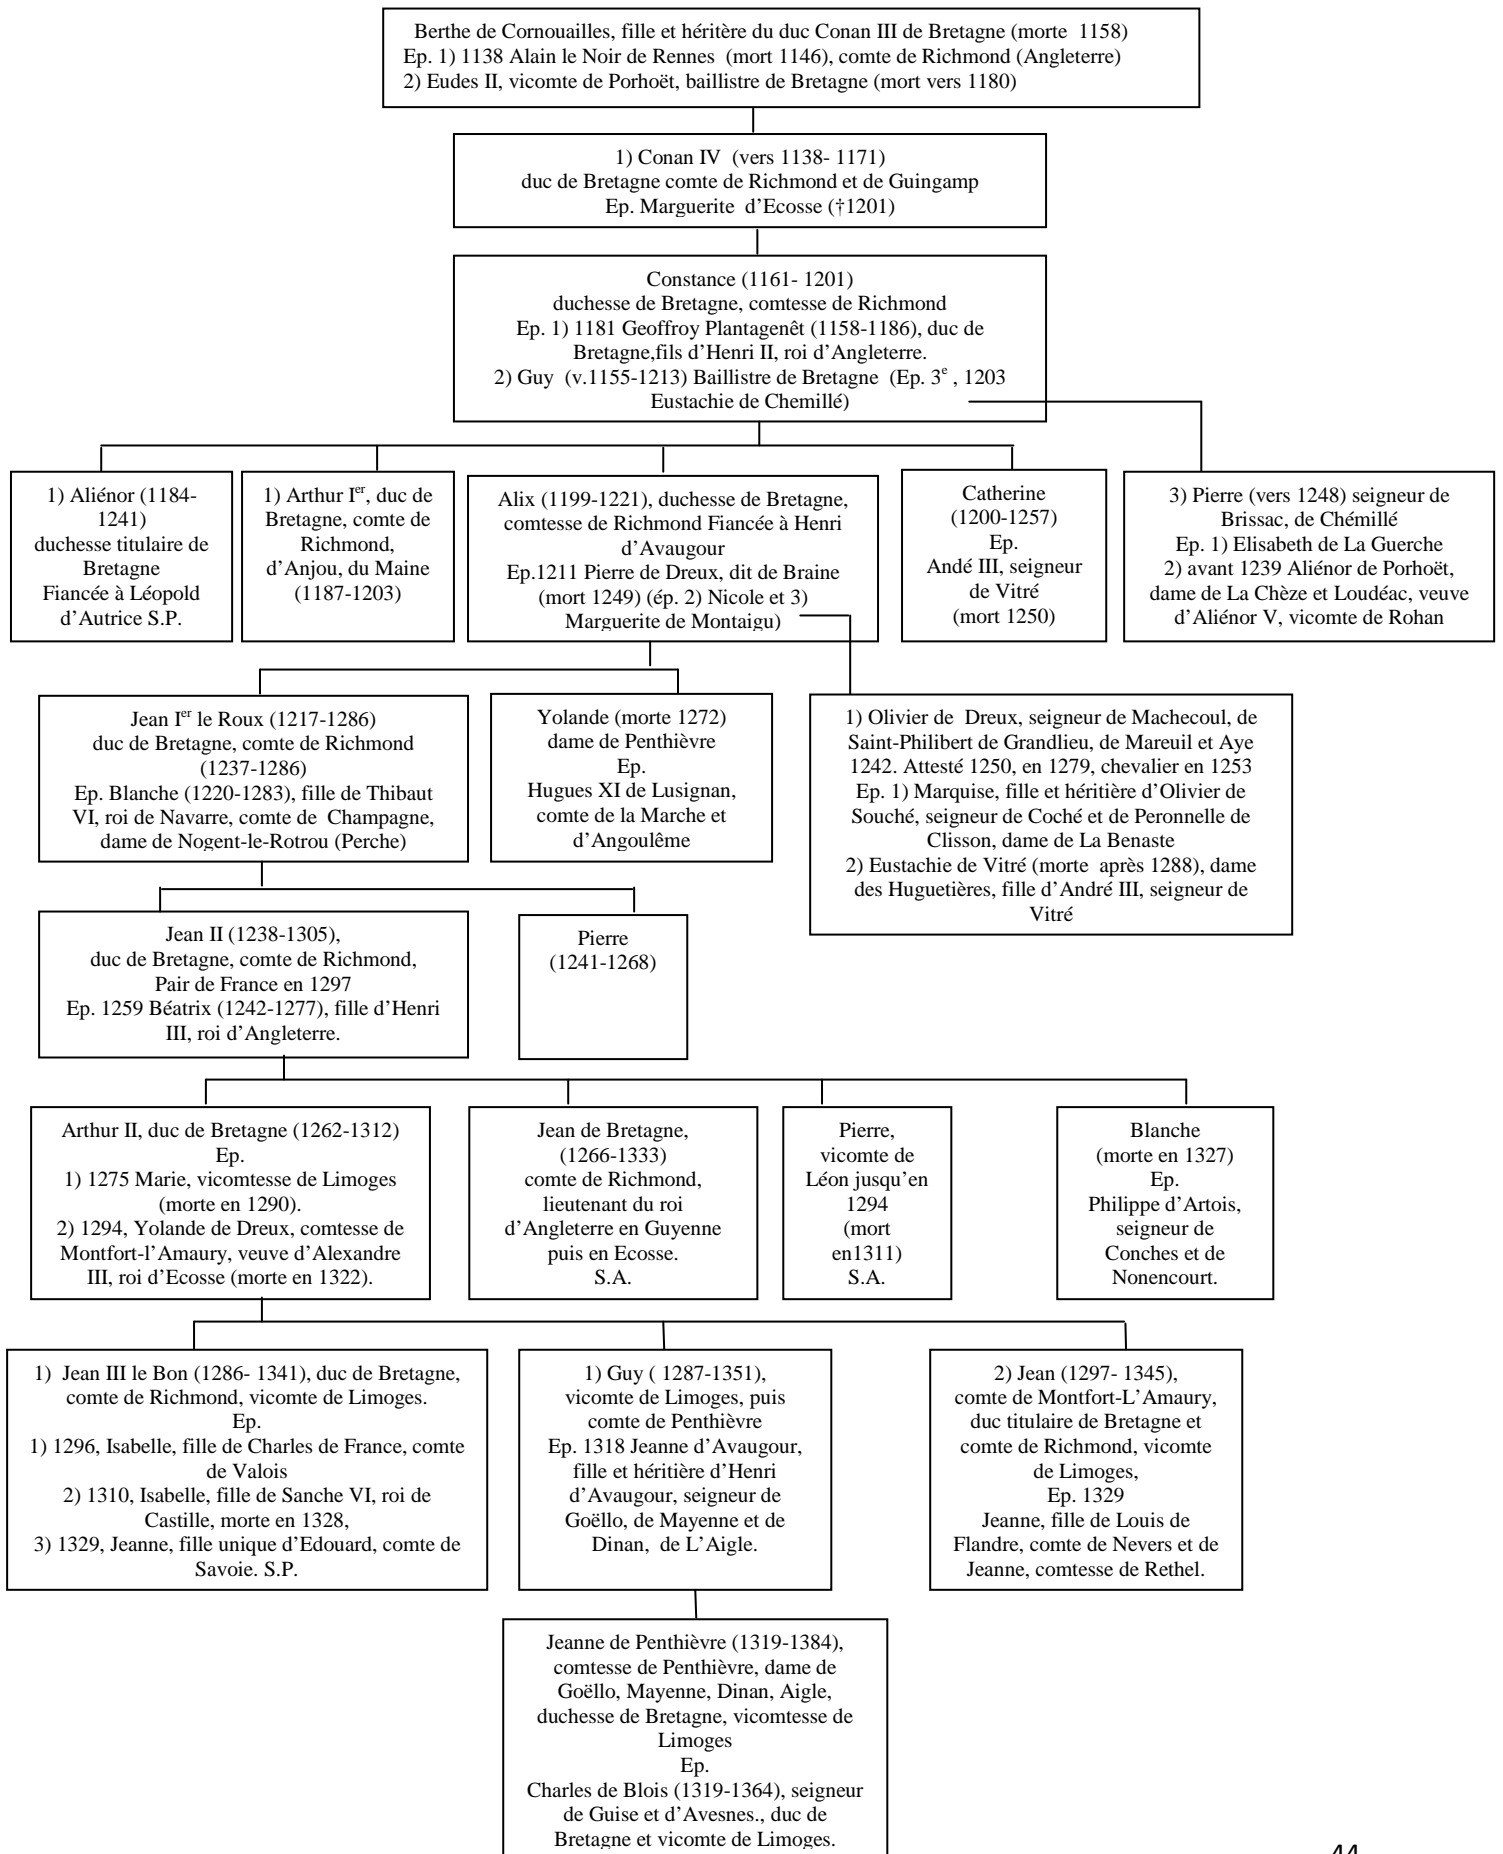 Berthe de Cornouailles, fille et héritère du duc Conan III de Bretagne (morte 1158)
Ep. 1) 1138 Alain le Noir de Rennes (mort 1146), comte de Richmond (Angleterre)
2) Eudes II, vicomte de Porhoët, baillistre de Bretagne (mort vers 1180)
1) Conan IV (vers 1138- 1171)
duc de Bretagne comte de Richmond et de Guingamp
Ep. Marguerite d’Ecosse (†1201)
Constance (1161- 1201)
duchesse de Bretagne, comtesse de Richmond
Ep. 1) 1181 Geoffroy Plantagenêt (1158-1186), duc de
Bretagne,fils d’Henri II, roi d’Angleterre.
2) Guy (v.1155-1213) Baillistre de Bretagne (Ep. 3e , 1203
Eustachie de Chemillé)
1) Aliénor (1184-
1241)
duchesse titulaire de
Bretagne
Fiancée à Léopold
d’Autrice S.P.
1) Arthur Ier, duc de
Bretagne, comte de
Richmond,
d’Anjou, du Maine
(1187-1203)
Alix (1199-1221), duchesse de Bretagne,
comtesse de Richmond Fiancée à Henri
d’Avaugour
Ep.1211 Pierre de Dreux, dit de Braine
(mort 1249) (ép. 2) Nicole et 3)
Marguerite de Montaigu)
Catherine
(1200-1257)
Ep.
Andé III, seigneur
de Vitré
(mort 1250)
3) Pierre (vers 1248) seigneur de
Brissac, de Chémillé
Ep. 1) Elisabeth de La Guerche
2) avant 1239 Aliénor de Porhoët,
dame de La Chèze et Loudéac, veuve
d’Aliénor V, vicomte de Rohan
Jean Ier le Roux (1217-1286)
duc de Bretagne, comte de Richmond
(1237-1286)
Ep. Blanche (1220-1283), fille de Thibaut
VI, roi de Navarre, comte de Champagne,
dame de Nogent-le-Rotrou (Perche)
Yolande (morte 1272)
dame de Penthièvre
Ep.
Hugues XI de Lusignan,
comte de la Marche et
d’Angoulême
1) Olivier de Dreux, seigneur de Machecoul, de
Saint-Philibert de Grandlieu, de Mareuil et Aye
1242. Attesté 1250, en 1279, chevalier en 1253
Ep. 1) Marquise, fille et héritière d’Olivier de
Souché, seigneur de Coché et de Peronnelle de
Clisson, dame de La Benaste
2) Eustachie de Vitré (morte après 1288), dame
des Huguetières, fille d’André III, seigneur de
Vitré
Jean II (1238-1305),
duc de Bretagne, comte de Richmond,
Pair de France en 1297
Ep. 1259 Béatrix (1242-1277), fille d’Henri
III, roi d’Angleterre.
Pierre
(1241-1268)
Arthur II, duc de Bretagne (1262-1312)
Ep.
1) 1275 Marie, vicomtesse de Limoges
(morte en 1290).
2) 1294, Yolande de Dreux, comtesse de
Montfort-l’Amaury, veuve d’Alexandre
III, roi d’Ecosse (morte en 1322).
Jean de Bretagne,
(1266-1333)
comte de Richmond,
lieutenant du roi
d’Angleterre en Guyenne
puis en Ecosse.
S.A.
Pierre,
vicomte de
Léon jusqu’en
1294
(mort
en1311)
S.A.
Blanche
(morte en 1327)
Ep.
Philippe d’Artois,
seigneur de
Conches et de
Nonencourt.
1) Jean III le Bon (1286- 1341), duc de Bretagne,
comte de Richmond, vicomte de Limoges.
Ep.
1) 1296, Isabelle, fille de Charles de France, comte
de Valois
2) 1310, Isabelle, fille de Sanche VI, roi de
Castille, morte en 1328,
3) 1329, Jeanne, fille unique d’Edouard, comte de
Savoie. S.P.
1) Guy ( 1287-1351),
vicomte de Limoges, puis
comte de Penthièvre
Ep. 1318 Jeanne d’Avaugour,
fille et héritière d’Henri
d’Avaugour, seigneur de
Goëllo, de Mayenne et de
Dinan, de L’Aigle.
2) Jean (1297- 1345),
comte de Montfort-L’Amaury,
duc titulaire de Bretagne et
comte de Richmond, vicomte
de Limoges,
Ep. 1329
Jeanne, fille de Louis de
Flandre, comte de Nevers et de
Jeanne, comtesse de Rethel.
Jeanne de Penthièvre (1319-1384),
comtesse de Penthièvre, dame de
Goëllo, Mayenne, Dinan, Aigle,
duchesse de Bretagne, vicomtesse de
Limoges
Ep.
Charles de Blois (1319-1364), seigneur
de Guise et d’Avesnes., duc de
Bretagne et vicomte de Limoges.